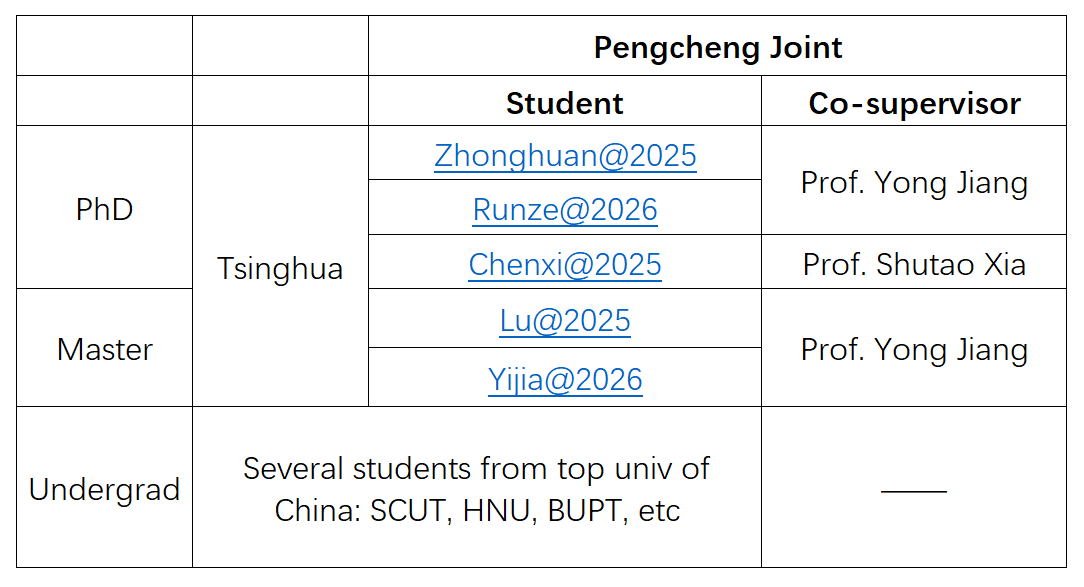 Pengcheng Joint
Student
Co-supervisor
PhD
Tsinghua
Zhonghuan@2025
Prof. Yong Jiang
Runze@2026
Chenxi@2025
Prof. Shutao Xia
Master
Lu@2025
Prof. Yong Jiang
Yijia@2026
Undergrad
Several students from top univ of
China: SCUT, HNU, BUPT, etc
——